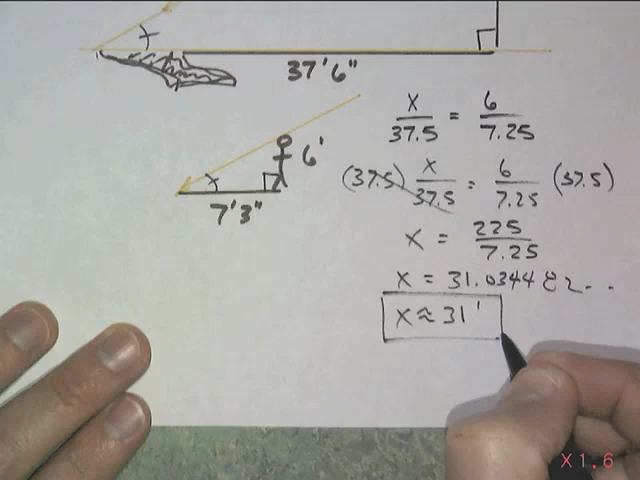 37'6"
x/37.5 = 6/7.25
6'
(37.5) x/37.5 = 6/7.25 (37.5)
7'3"
x = 225/7.25
x = 31.034482...
x ≈ 31'
X1.6